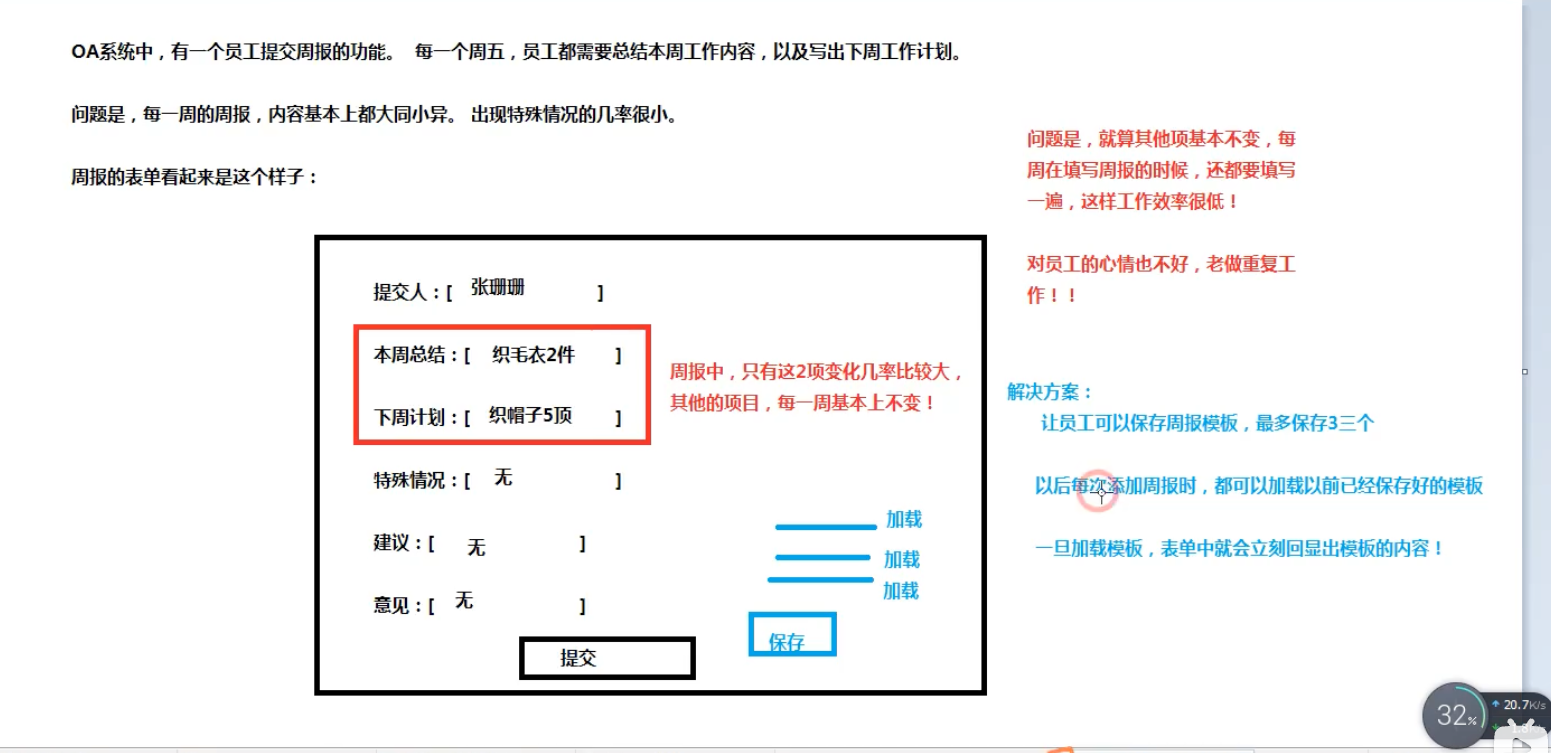 OA系统中，有一个员工提交周报的功能。 每一个周五，员工都需要总结本周工作内容，以及写出下周工作计划。
问题是，每一周的周报，内容基本上都大同小异。 出现特殊情况的几率很小。
周报的表单看起来是这个样子：
提交人：[ 张珊珊 ]
本周总结：[ 织毛衣2件 ]
下周计划：[ 织帽子5顶 ]
特殊情况：[ 无 ]
建议：[ 无 ]
意见：[ 无 ]
提交
周报中，只有这2项变化几率比较大，
其他的项目，每一周基本上不变！
加载
加载
加载
保存
问题是，就算其他项基本不变，每
周在填写周报的时候，还都要填写
一遍，这样工作效率很低！
对员工的心情也不好，老做重复工
作！！
解决方案：
让员工可以保存周报模板，最多保存3三个
以后每次添加周报时，都可以加载以前已经保存好的模板
一旦加载模板，表单中就会立刻回显出模板的内容！
32%
20.7K/s